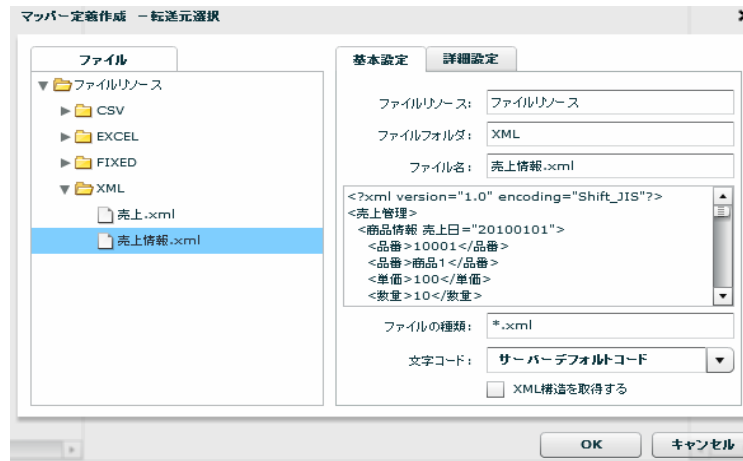 マッパー定義作成 －転送元選択
ファイル
ファイルリソース
CSV
EXCEL
FIXED
XML
売上.xml
売上情報.xml
基本設定
詳細設定
ファイルリソース: ファイルリソース
ファイルフォルダ: XML
ファイル名: 売上情報.xml
<?xml version="1.0" encoding="Shift_JIS"?>
<売上管理>
<商品情報 売上日="20100101">
<品番>10001</品番>
<品番>商品1</品番>
<単価>100</単価>
<数量>10</数量>
ファイルの種類: *.xml
文字コード: サーバーデフォルトコード
XML構造を取得する
OK
キャンセル